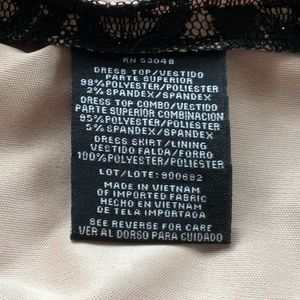 RN 53048
DRESS TOP/VESTIDO
PARTE SUPERIOR
98%POLYESTER/POLIESTER
2% SPANDEX/SPANDEX
DRESS TOP COMBO/VESTIDO
PARTE SUPERIOR COMBINACION
95%POLYESTER/POLIESTER
5% SPANDEX/SPANDEX
DRESS SKIRT/LINING
VESTIDO FALDA/FORRO
100%POLYESTER/POLIESTER
LOT/LOTE: 990692
MADE IN VIETNAM
OF IMPORTED FABRIC
HECHO EN VIETNAM
DE TELA IMPORTADA
SEE REVERSE FOR CARE
VER AL DORSO PARA CUIDADO